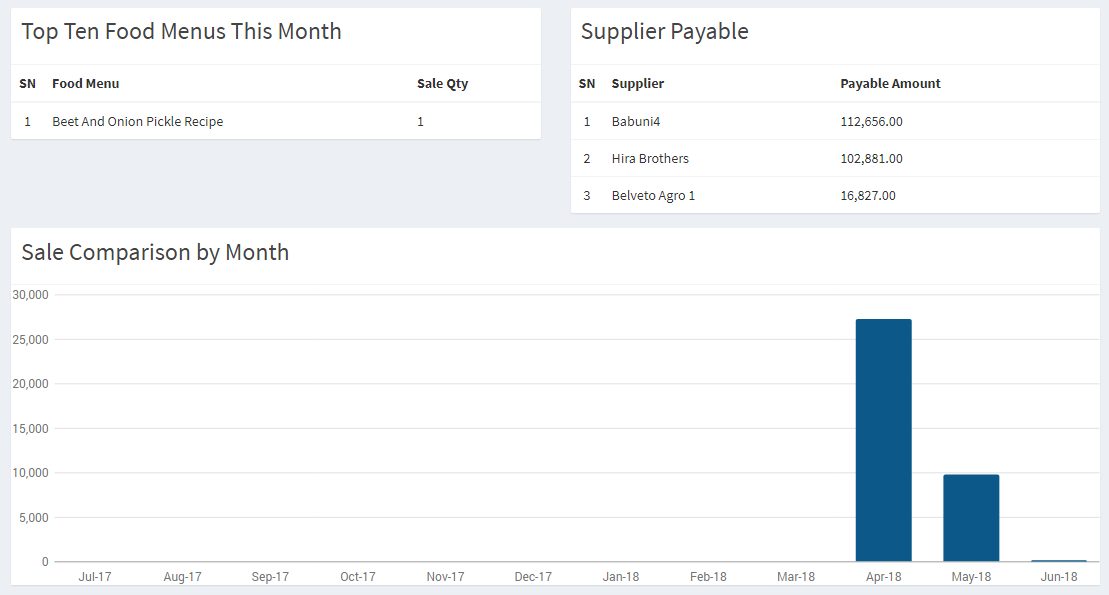 Top Ten Food Menus This Month
SN Food Menu Sale Qty
1 Beet And Onion Pickle Recipe 1
Supplier Payable
SN Supplier Payable Amount
1 Babuni4 112,656.00
2 Hira Brothers 102,881.00
3 Belveto Agro 1 16,827.00
Sale Comparison by Month
30,000
25,000
20,000
15,000
10,000
5,000
0
Jul-17 Aug-17 Sep-17 Oct-17 Nov-17 Dec-17 Jan-18 Feb-18 Mar-18 Apr-18 May-18 Jun-18